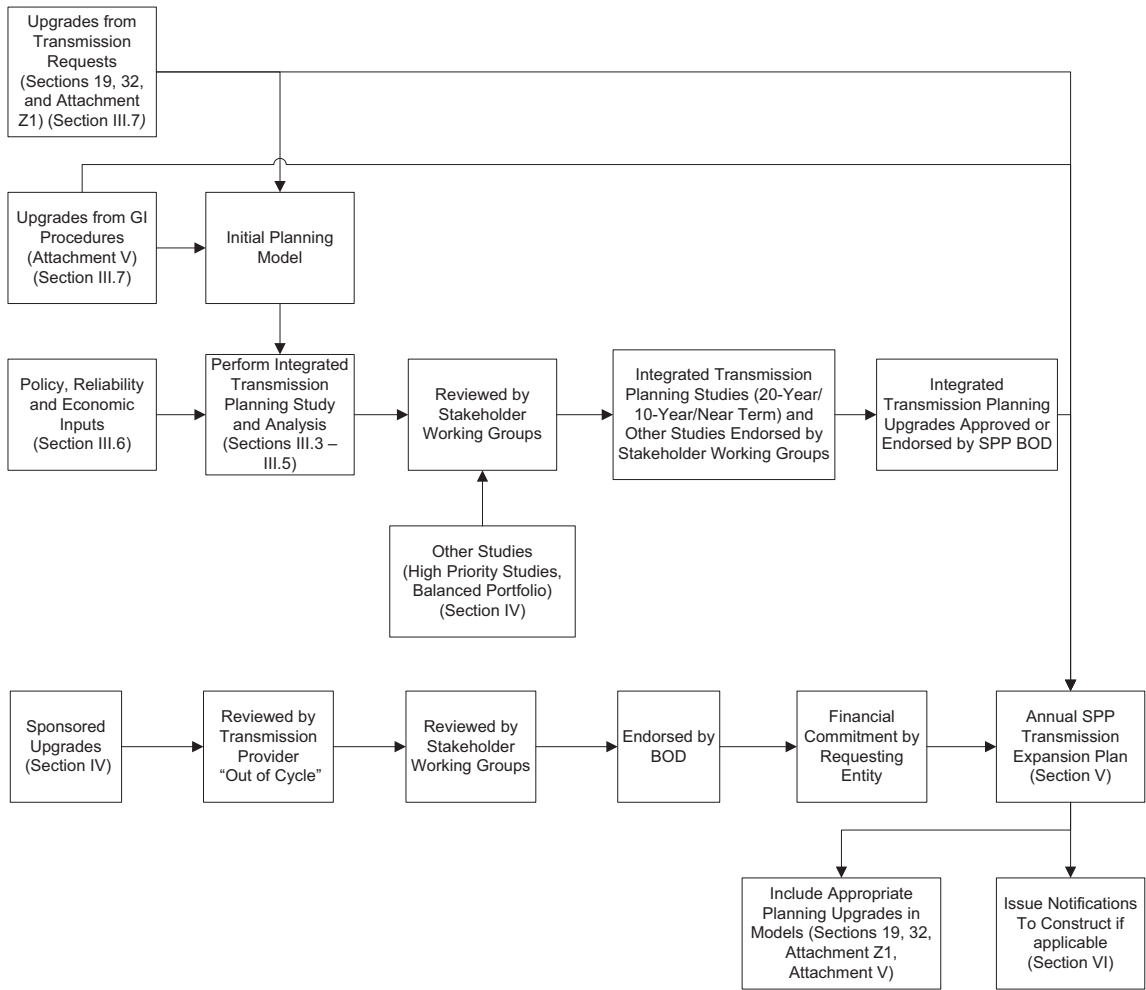 Upgrades from
Transmission
Requests
(Sections 19, 32,
and Attachment
Z1) (Section III.7)
Upgrades from GI
Procedures
(Attachment V)
(Section III.7)
Initial Planning
Model
Policy, Reliability
and Economic
Inputs
(Section III.6)
Perform Integrated
Transmission
Planning Study
and Analysis
(Sections III.3 –
III.5)
Reviewed by
Stakeholder
Working Groups
Integrated Transmission
Planning Studies (20-Year/
10-Year/Near Term) and
Other Studies Endorsed by
Stakeholder Working Groups
Integrated
Transmission Planning
Upgrades Approved or
Endorsed by SPP BOD
Other Studies
(High Priority Studies,
Balanced Portfolio)
(Section IV)
Sponsored
Upgrades
(Section IV)
Reviewed by
Transmission
Provider
“Out of Cycle”
Reviewed by
Stakeholder
Working Groups
Endorsed by
BOD
Financial
Commitment by
Requesting
Entity
Annual SPP
Transmission
Expansion Plan
(Section V)
Include Appropriate
Planning Upgrades in
Models (Sections 19, 32,
Attachment Z1,
Attachment V)
Issue Notifications
To Construct if
applicable
(Section VI)